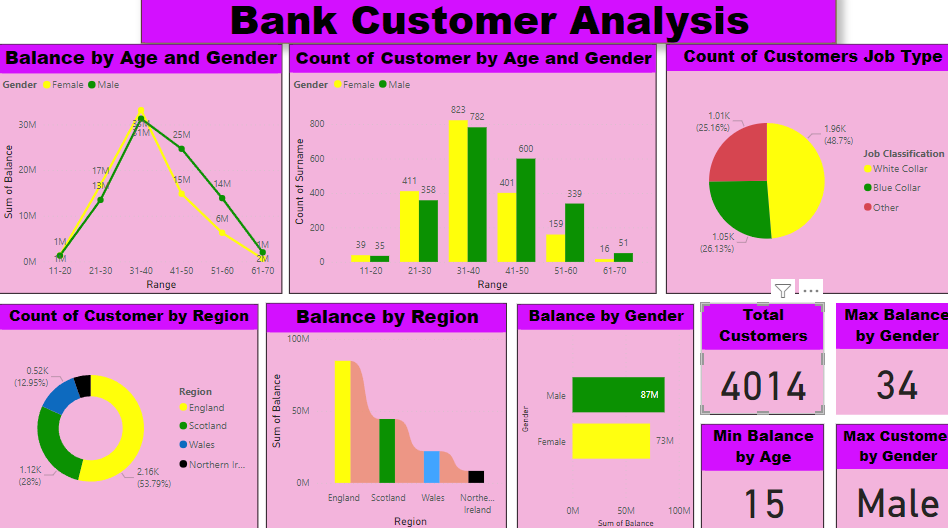 Bank Customer Analysis
Balance by Age and Gender
Gender Female Male
Sum of Balance
30M
20M
10M
0M
1M
1M
17M
13M
31M
25M
15M
14M
6M
4M
2M
11-20 21-30 31-40 41-50 51-60 61-70
Range
Count of Customer by Age and Gender
Gender Female Male
Count of Surname
800
600
400
200
0
39 35
411 358
823 782
401 600
159 339
16 51
11-20 21-30 31-40 41-50 51-60 61-70
Range
Count of Customers Job Type
1.01K
(25.16%)
1.96K
(48.7%)
1.05K
(26.13%)
Job Classification
White Collar
Blue Collar
Other
Count of Customer by Region
0.52K
(12.95%)
1.12K
(28%)
2.16K
(53.79%)
Region
England
Scotland
Wales
Northern Ir...
Balance by Region
Sum of Balance
100M
50M
0M
England Scotland Wales Northe...
Ireland
Region
Balance by Gender
Gender
Male 87M
Female 73M
0M 50M 100M
Sum of Balance
Total
Customers
4014
Max Balance
by Gender
34
Min Balance
by Age
15
Max Custome
by Gender
Male